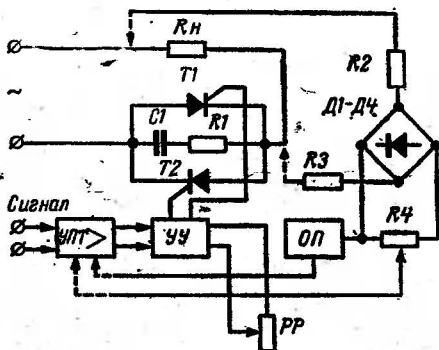 Rн
T1
R2
Д1-Д4
C1
R1
T2
R3
Сигнал
R4
УПТ
УУ
ОП
РР
~